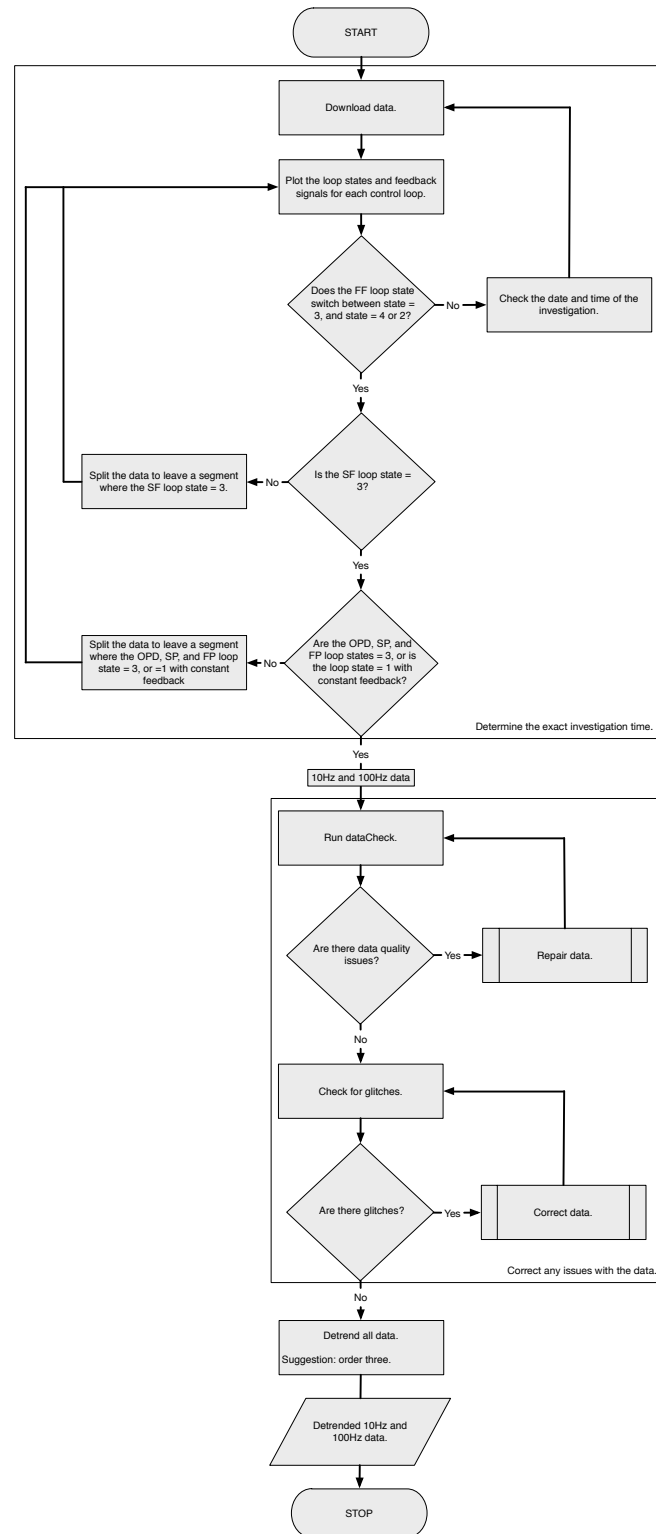 START
Download data.
Plot the loop states and feedback
signals for each control loop.
Does the FF loop state
switch between state =
3, and state = 4 or 2?
No
Check the date and time of the
investigation.
Yes
Is the SF loop state =
3?
No
Split the data to leave a segment
where the SF loop state = 3.
Yes
Are the OPD, SP, and
FP loop states = 3, or is
the loop state = 1 with
constant feedback?
No
Split the data to leave a segment
where the OPD, SP, and FP loop
state = 3, or =1 with constant
feedback
Determine the exact investigation time.
Yes
10Hz and 100Hz data
Run dataCheck.
Are there data quality
issues?
Yes
Repair data.
No
Check for glitches.
Are there glitches?
Yes
Correct data.
Correct any issues with the data.
No
Detrend all data.
Suggestion: order three.
Detrended 10Hz and
100Hz data.
STOP